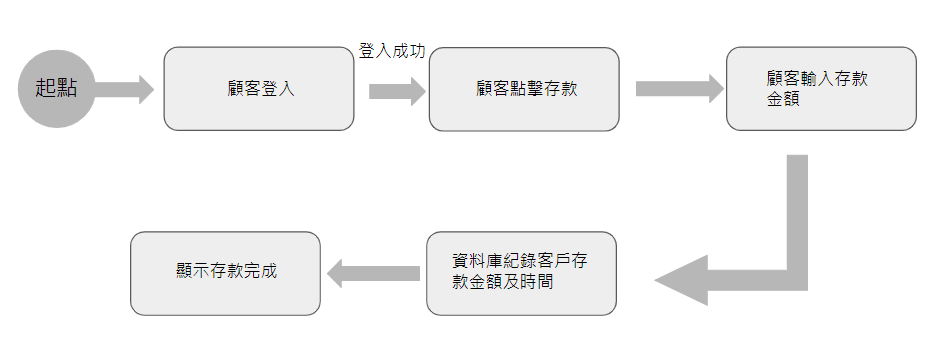 起點
顧客登入
登入成功
顧客點擊存款
顧客輸入存款
金額
資料庫紀錄客戶存
款金額及時間
顯示存款完成